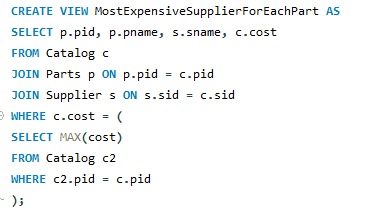 CREATE VIEW MostExpensiveSupplierForEachPart AS
SELECT p.pid, p.pname, s.sname, c.cost
FROM Catalog c
JOIN Parts p ON p.pid = c.pid
JOIN Supplier s ON s.sid = c.sid
WHERE c.cost = (
SELECT MAX(cost)
FROM Catalog c2
WHERE c2.pid = c.pid
);